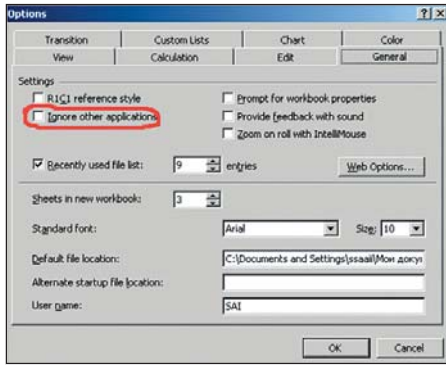 Options
Transition Custom Lists Chart Color
View Calculation Edit General
Settings
R1C1 reference style Prompt for workbook properties
Ignore other applications Provide feedback with sound
Zoom on roll with IntelliMouse
Recently used file list: 9 entries Web Options...
Sheets in new workbook: 3
Standard font: Arial Size: 10
Default file location: C:\Documents and Settings\ssaail\Мои доку
Alternate startup file location:
User name: SAI
OK Cancel